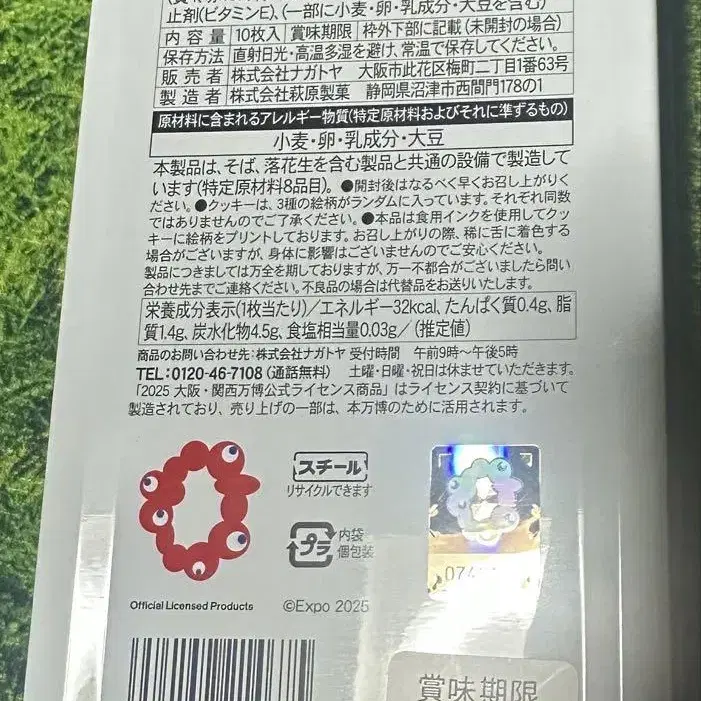 止剤(ビタミンE)、(一部に小麦・卵・乳成分・大豆を含む)
内容量 10枚入 賞味期限 枠外下部に記載(未開封の場合)
保存方法 直射日光・高温多湿を避け、常温で保存してください。
販売者 株式会社ナガトヤ 大阪市此花区梅町二丁目1番63号
製造者 株式会社萩原製菓 静岡県沼津市西間門178の1
原材料に含まれるアレルギー物質(特定原材料およびそれに準ずるもの)
小麦・卵・乳成分・大豆
本製品は、そば、落花生を含む製品と共通の設備で製造して
います(特定原材料8品目)。●開封後はなるべく早くお召し上がりく
ださい。●クッキーは、3種の絵柄がランダムに入っています。それぞれ同数
ではありませんのでご了承ください。●本品は食用インクを使用してクッ
キーに絵柄をプリントしております。お召し上がりの際、稀に舌に着色する
場合がございますが、身体に影響はございませんのでご安心ください。
製品につきましては万全を期しておりますが、万一不都合がございましたら問い
合わせ先までご連絡ください。不良品の場合は代替品をお送りいたします。
栄養成分表示(1枚当たり)/エネルギー32kcal、たんぱく質0.4g、脂
質1.4g、炭水化物4.5g、食塩相当量0.03g/(推定値)
商品のお問い合わせ先:株式会社ナガトヤ 受付時間 午前9時〜午後5時
TEL:0120-46-7108(通話無料) 土曜・日曜・祝日は休ませていただきます。
「2025 大阪・関西万博公式ライセンス商品」はライセンス契約に基づいて
製造されており、売り上げの一部は、本万博のために活用されます。
スチール
リサイクルできます
プラ
内袋
個包装
074
Official Licensed Products ©Expo 2025
賞味期限